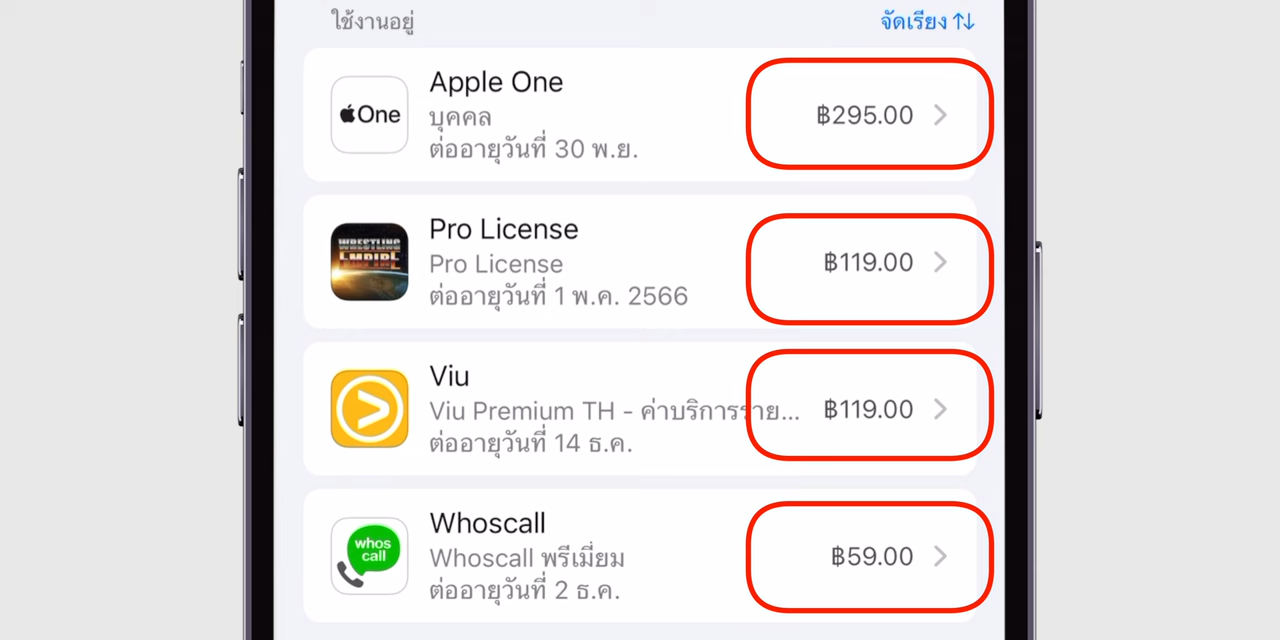 ใช้งานอยู่
จัดเรียง
Apple One
One
บุคคล
฿295.00
ต่ออายุวันที่ 30 พ.ย.
Pro License
WRESTLING
EMPIRE
Pro License
฿119.00
ต่ออายุวันที่ 1 พ.ค. 2566
Viu
Viu Premium TH - ค่าบริการราย...
฿119.00
ต่ออายุวันที่ 14 ธ.ค.
Whoscall
whos
call
Whoscall พรีเมี่ยม
฿59.00
ต่ออายุวันที่ 2 ธ.ค.